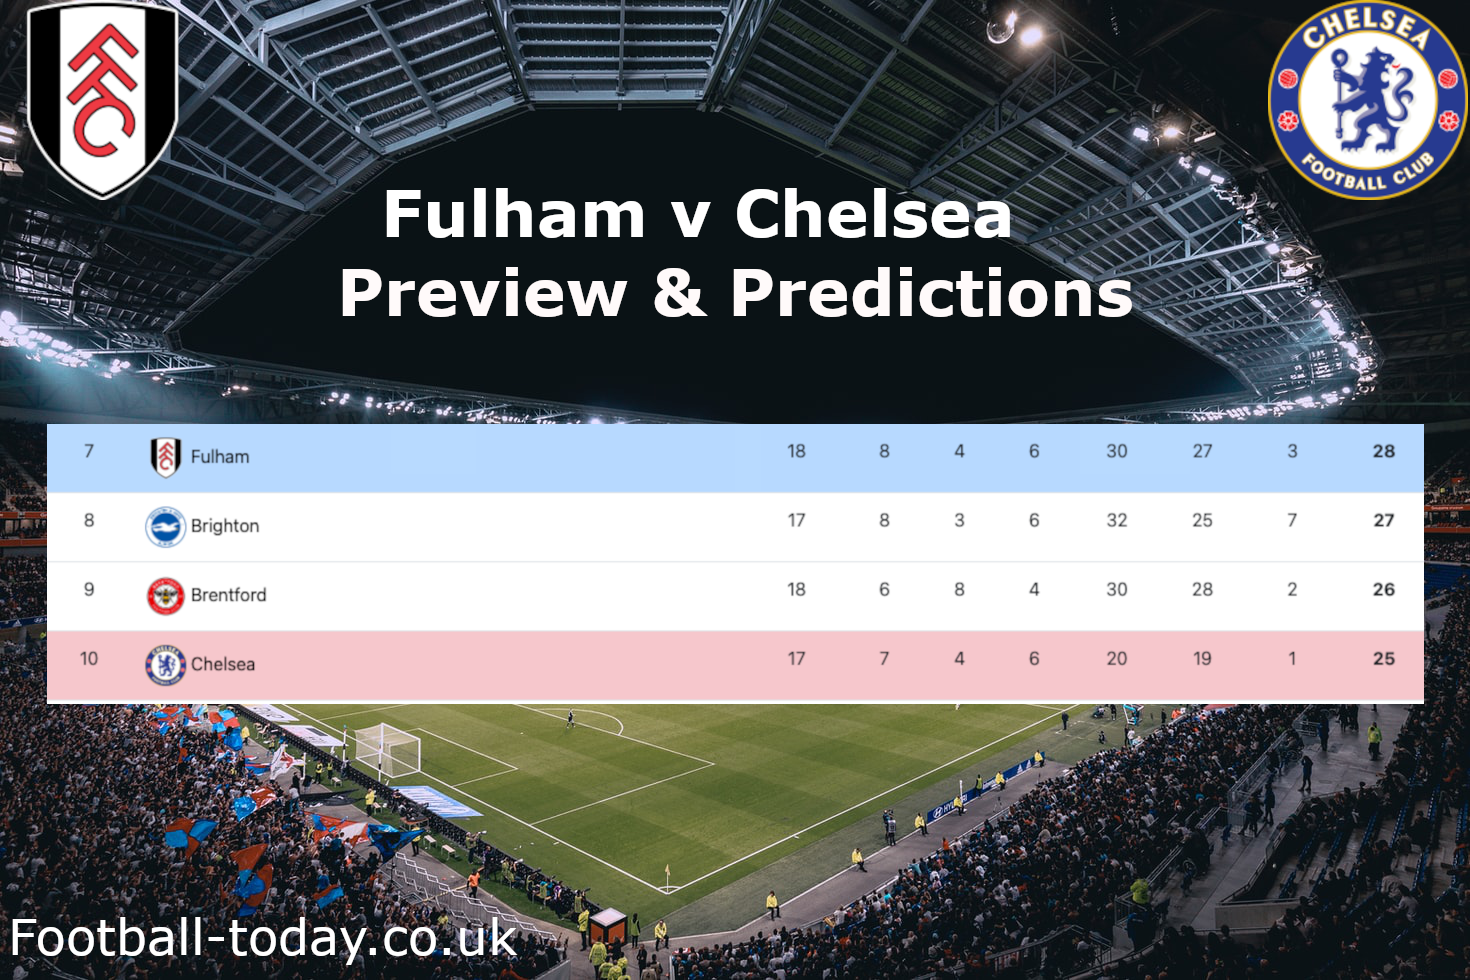 FFC
CHELSEA
FOOTBALL CLUB
Fulham v Chelsea
Preview & Predictions
7 Fulham 18 8 4 6 30 27 3 28
8 Brighton 17 8 3 6 32 25 7 27
9 Brentford 18 6 8 4 30 28 2 26
10 Chelsea 17 7 4 6 20 19 1 25
Football-today.co.uk